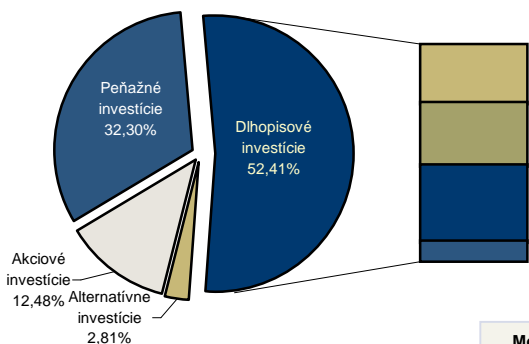 Peňažné
investície
32,30%
Dlhopisové
investície
52,41%
Akciové
investície
12,48%
Alternatívne
investície
2,81%